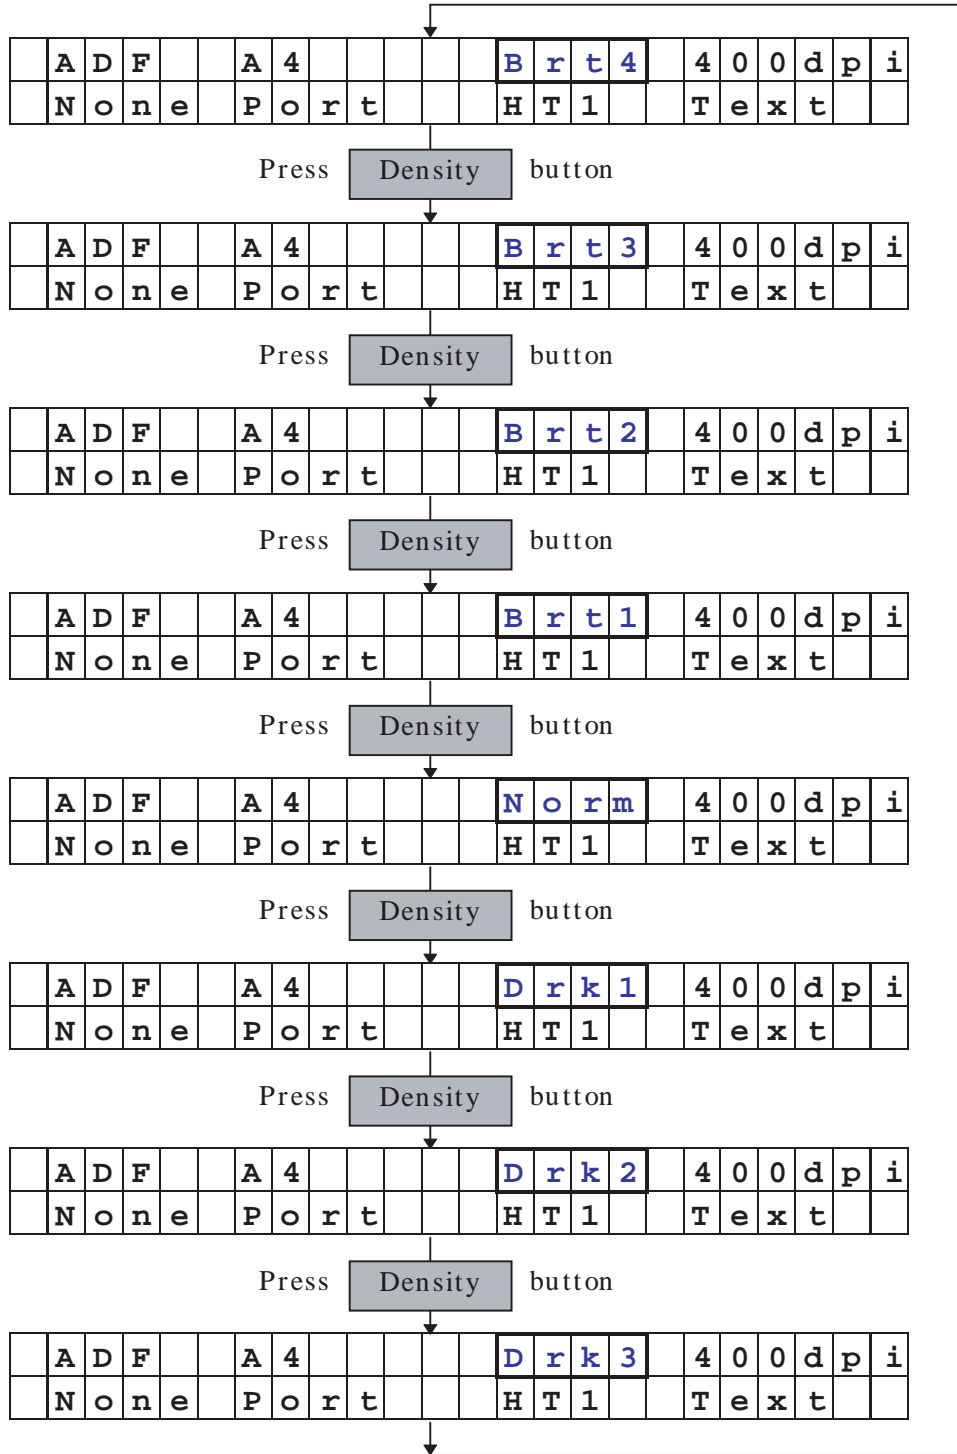 ADF A4 Brt4 400dpi
None Port HT1 Text
Press Density button
ADF A4 Brt3 400dpi
None Port HT1 Text
Press Density button
ADF A4 Brt2 400dpi
None Port HT1 Text
Press Density button
ADF A4 Brt1 400dpi
None Port HT1 Text
Press Density button
ADF A4 Norm 400dpi
None Port HT1 Text
Press Density button
ADF A4 Drk1 400dpi
None Port HT1 Text
Press Density button
ADF A4 Drk2 400dpi
None Port HT1 Text
Press Density button
ADF A4 Drk3 400dpi
None Port HT1 Text